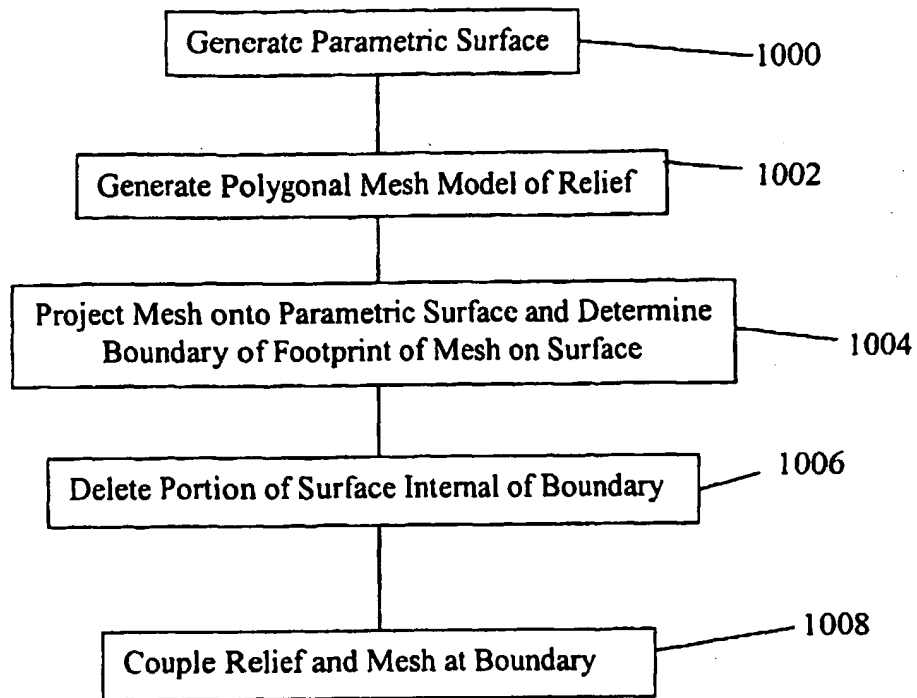 Generate Parametric Surface
1000
Generate Polygonal Mesh Model of Relief
1002
Project Mesh onto Parametric Surface and Determine
Boundary of Footprint of Mesh on Surface
1004
Delete Portion of Surface Internal of Boundary
1006
Couple Relief and Mesh at Boundary
1008